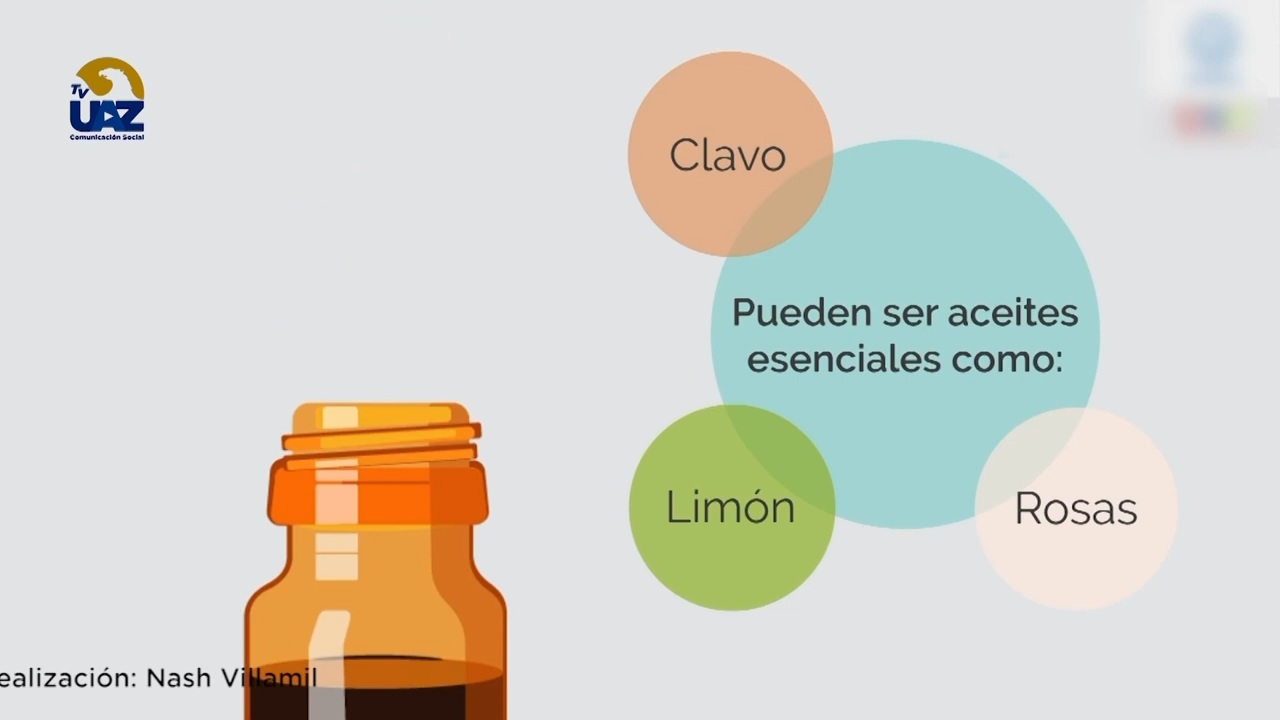 TV
UAZ
Comunicación Social
Clavo
Pueden ser aceites
esenciales como:
Limón
Rosas
ealización: Nash Villamil